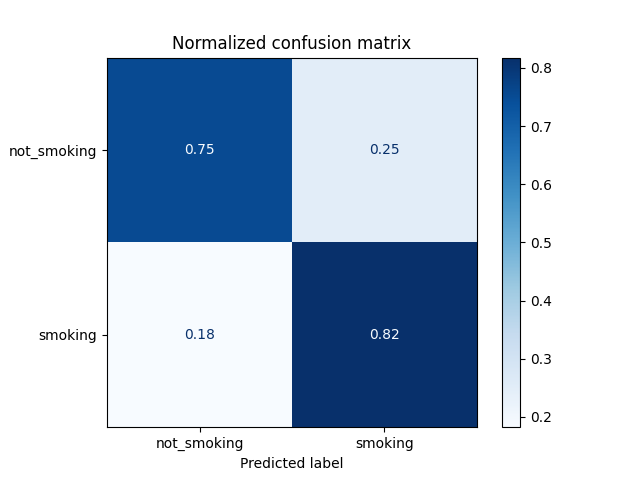 Normalized confusion matrix
not_smoking
0.75
0.25
smoking
0.18
0.82
not_smoking
smoking
Predicted label
0.8
0.7
0.6
0.5
0.4
0.3
0.2